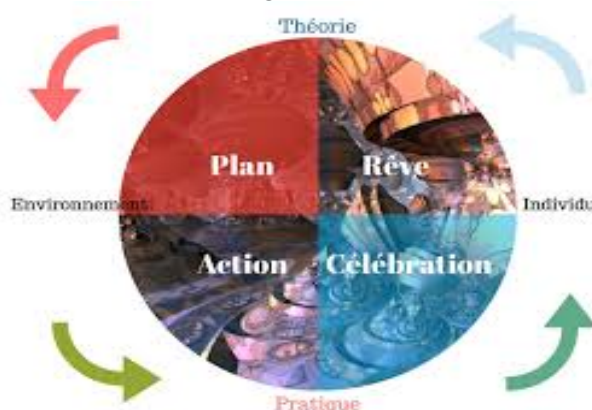 Théorie
Plan
Rêve
Environnement
Individu
Action
Célébration
Pratique